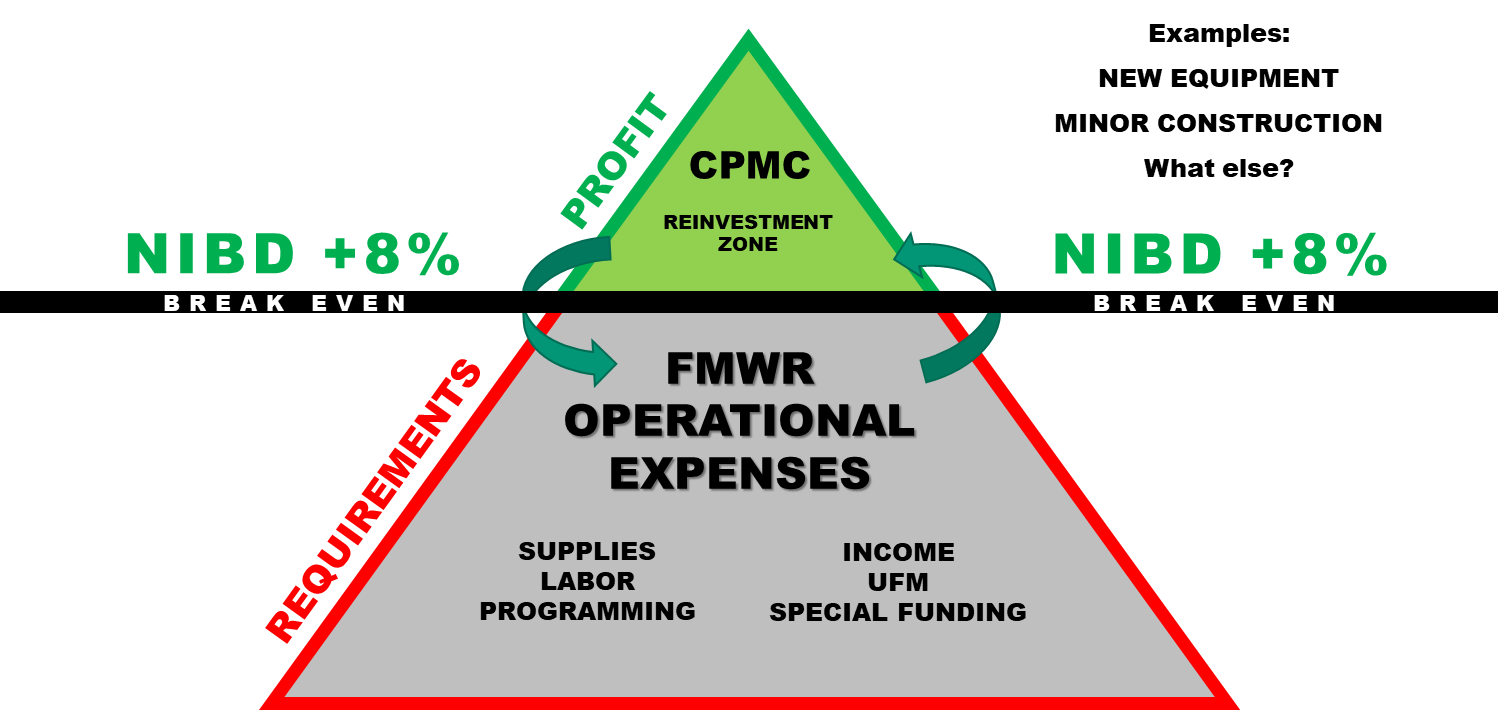 Examples:
NEW EQUIPMENT
MINOR CONSTRUCTION
What else?
PROFIT
CPMC
REINVESTMENT
ZONE
NIBD +8%
BREAK EVEN
NIBD +8%
BREAK EVEN
REQUIREMENTS
FMWR
OPERATIONAL
EXPENSES
SUPPLIES
LABOR
PROGRAMMING
INCOME
UFM
SPECIAL FUNDING